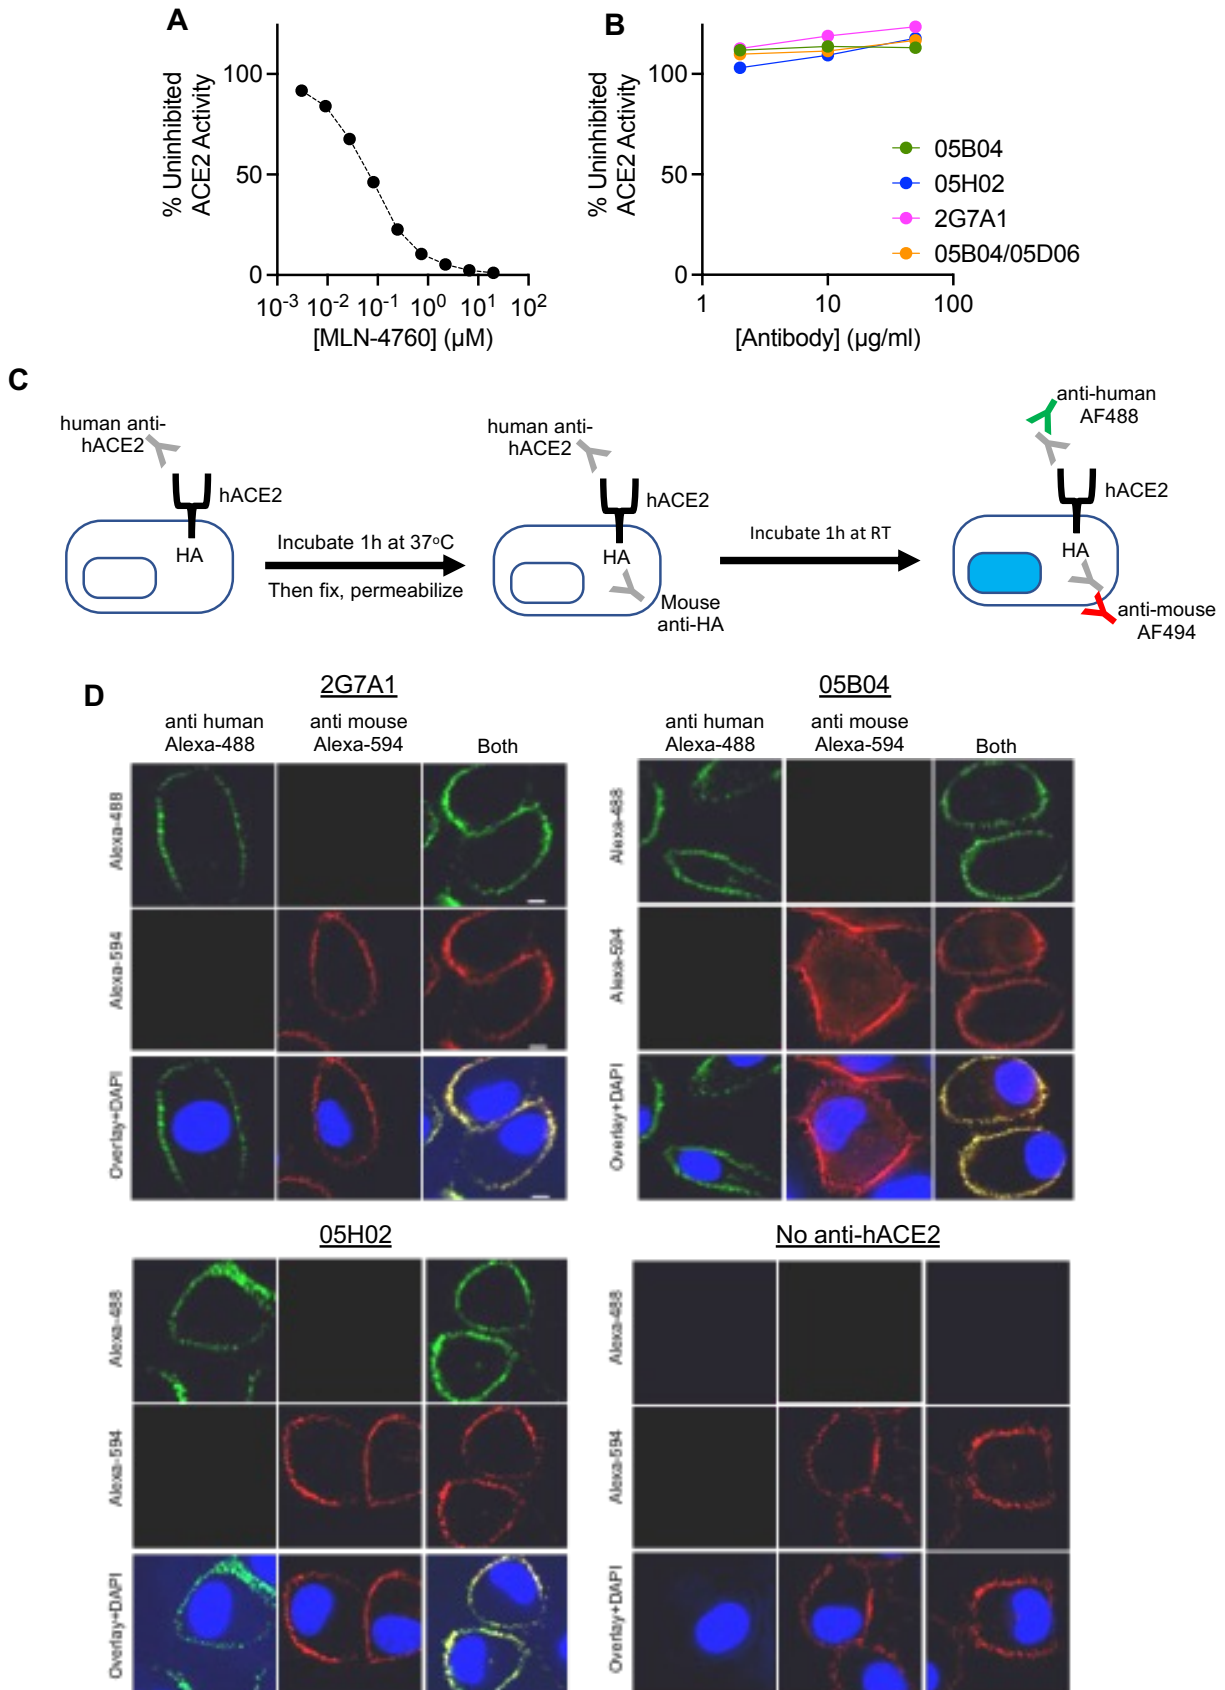 A
% Uninhibited
ACE2 Activity
100
50
0
10-3 10-2 10-1 100 101 102
[MLN-4760] (µM)
B
% Uninhibited
ACE2 Activity
100
50
0
1 10 100
[Antibody] (µg/ml)
05B04
05H02
2G7A1
05B04/05D06
C
human anti-
hACE2
hACE2
HA
Incubate 1h at 37oC
Then fix, permeabilize
human anti-
hACE2
hACE2
HA
Mouse
anti-HA
Incubate 1h at RT
anti-human
AF488
hACE2
HA
anti-mouse
AF494
D
2G7A1
anti human
Alexa-488
anti mouse
Alexa-594
Both
Alexa-488
Alexa-594
Overlay+DAPI
05B04
anti human
Alexa-488
anti mouse
Alexa-594
Both
Alexa-488
Alexa-594
Overlay+DAPI
05H02
Alexa-488
Alexa-594
Overlay+DAPI
No anti-hACE2
Alexa-488
Alexa-594
Overlay+DAPI